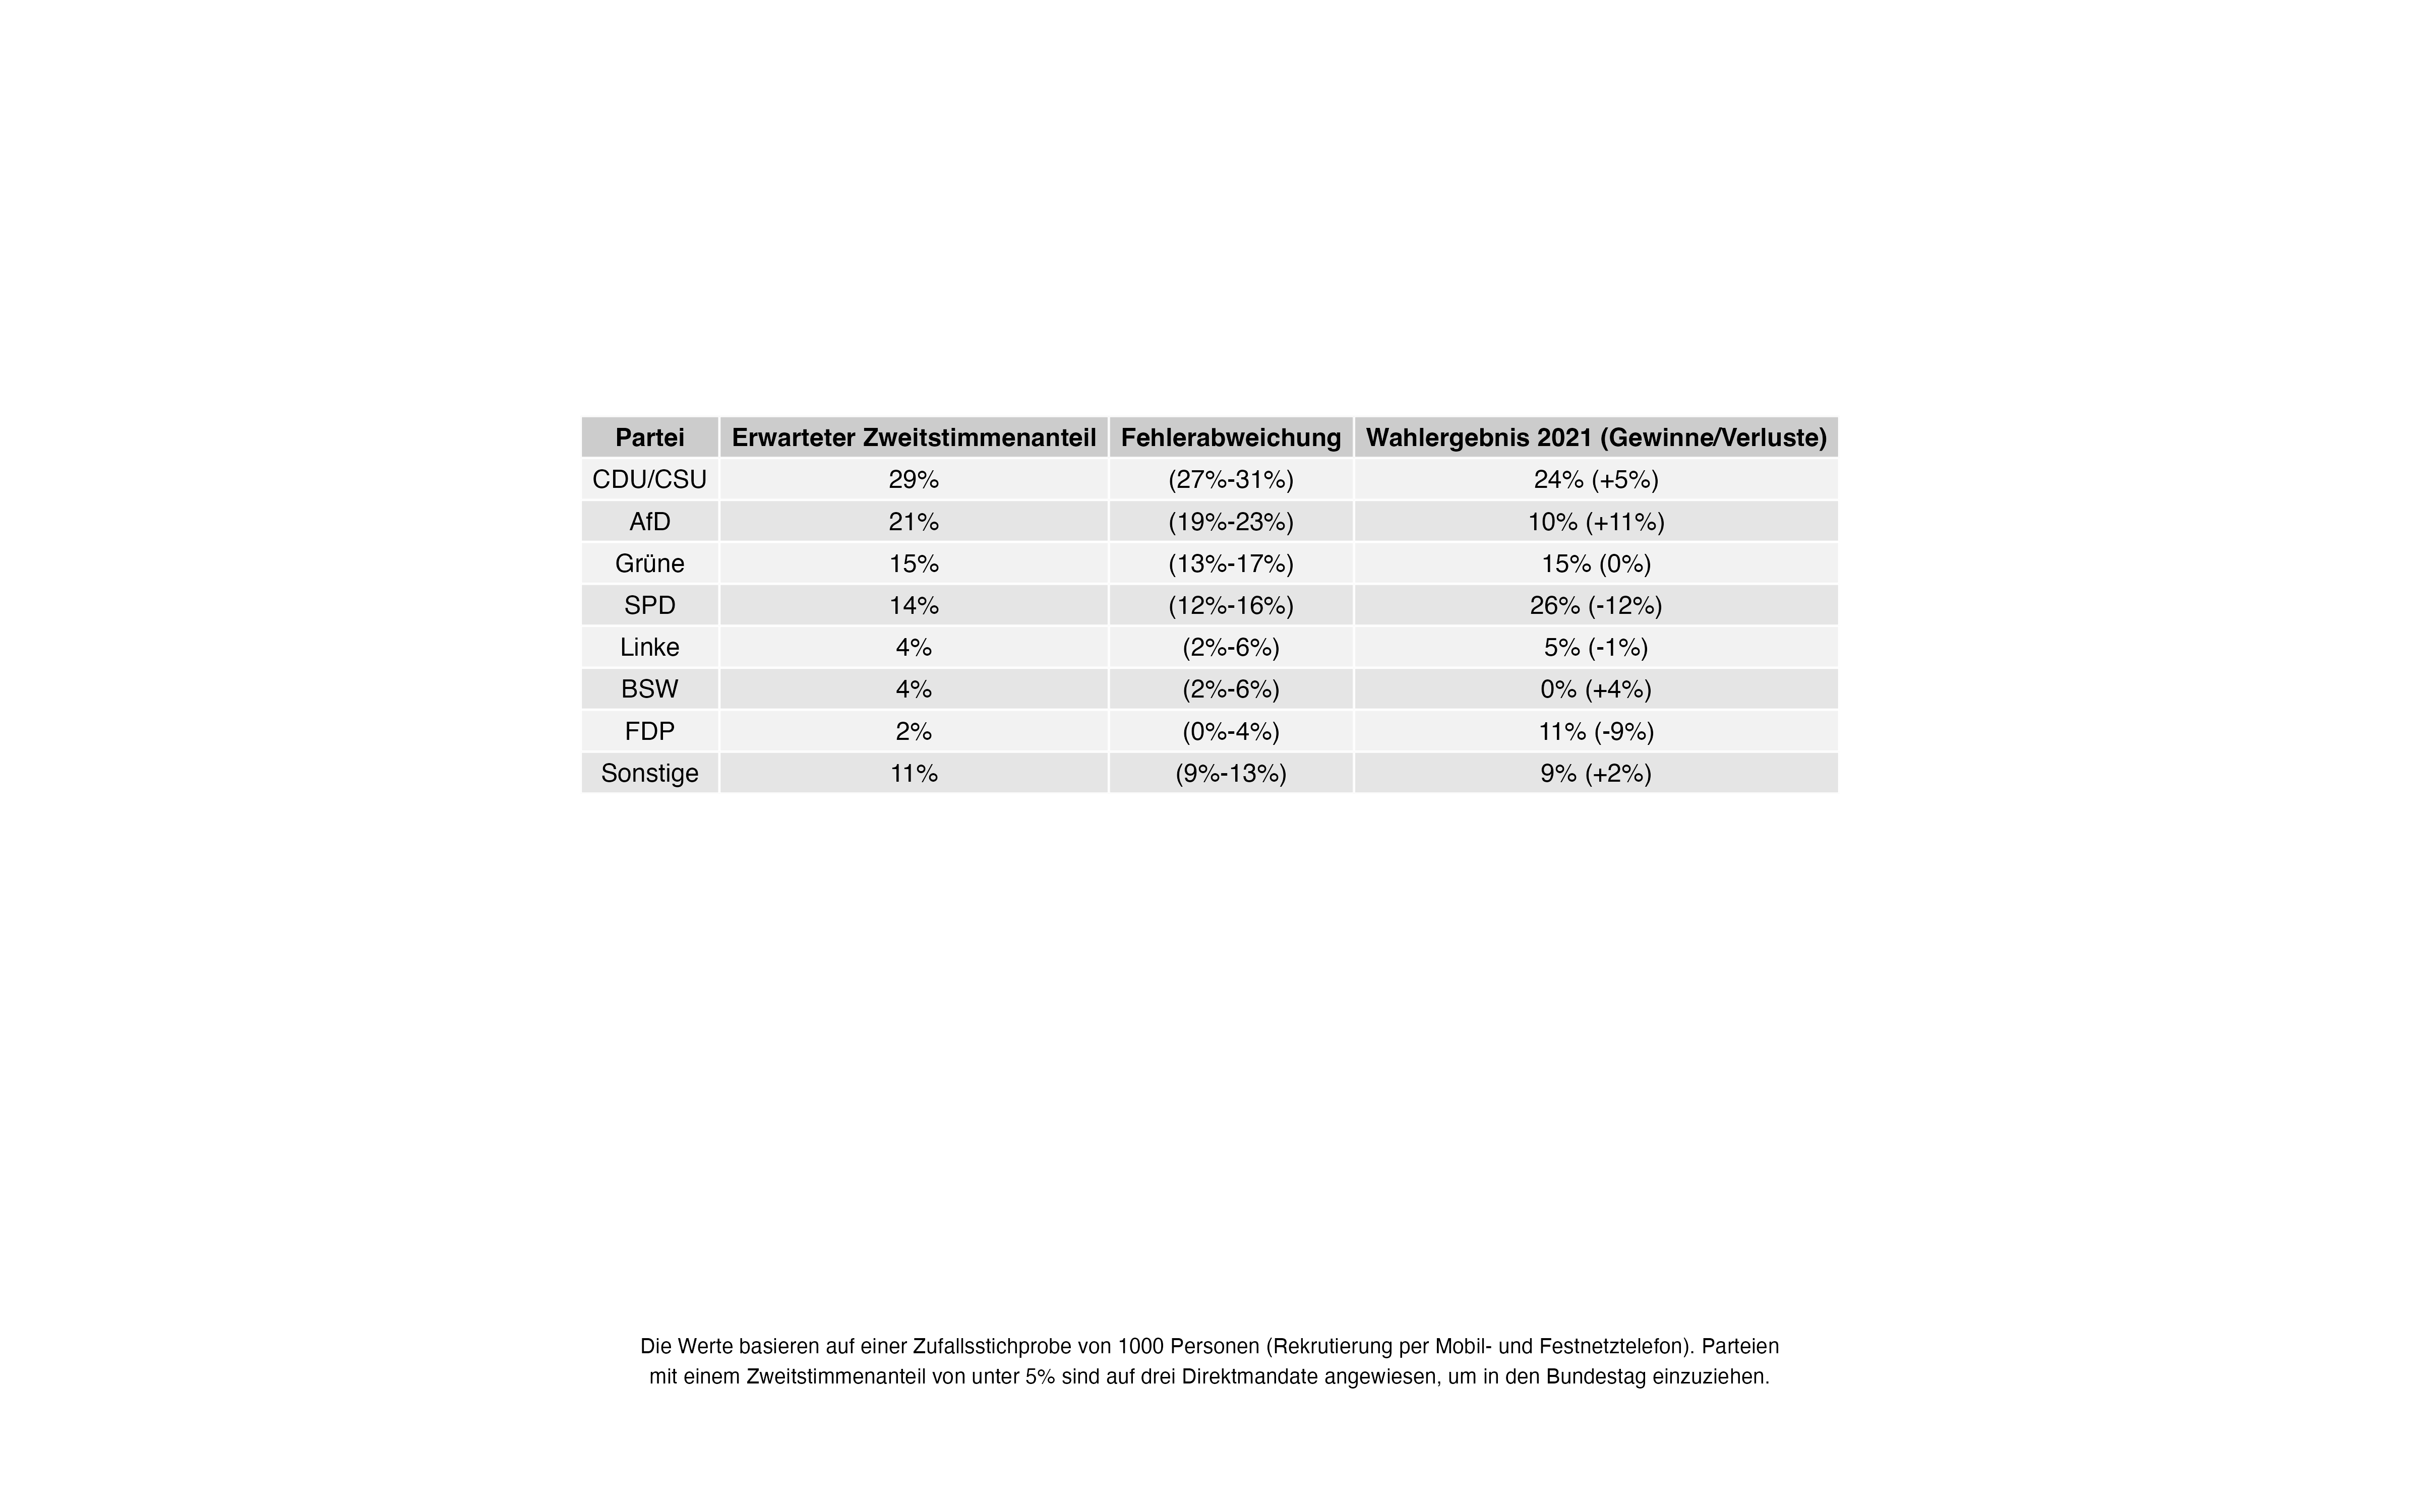 Partei Erwarteter Zweitstimmenanteil Fehlerabweichung Wahlergebnis 2021 (Gewinne/Verluste)
CDU/CSU 29% (27%-31%) 24% (+5%)
AfD 21% (19%-23%) 10% (+11%)
Grüne 15% (13%-17%) 15% (0%)
SPD 14% (12%-16%) 26% (-12%)
Linke 4% (2%-6%) 5% (-1%)
BSW 4% (2%-6%) 0% (+4%)
FDP 2% (0%-4%) 11% (-9%)
Sonstige 11% (9%-13%) 9% (+2%)
Die Werte basieren auf einer Zufallsstichprobe von 1000 Personen (Rekrutierung per Mobil- und Festnetztelefon). Parteien
mit einem Zweitstimmenanteil von unter 5% sind auf drei Direktmandate angewiesen, um in den Bundestag einzuziehen.